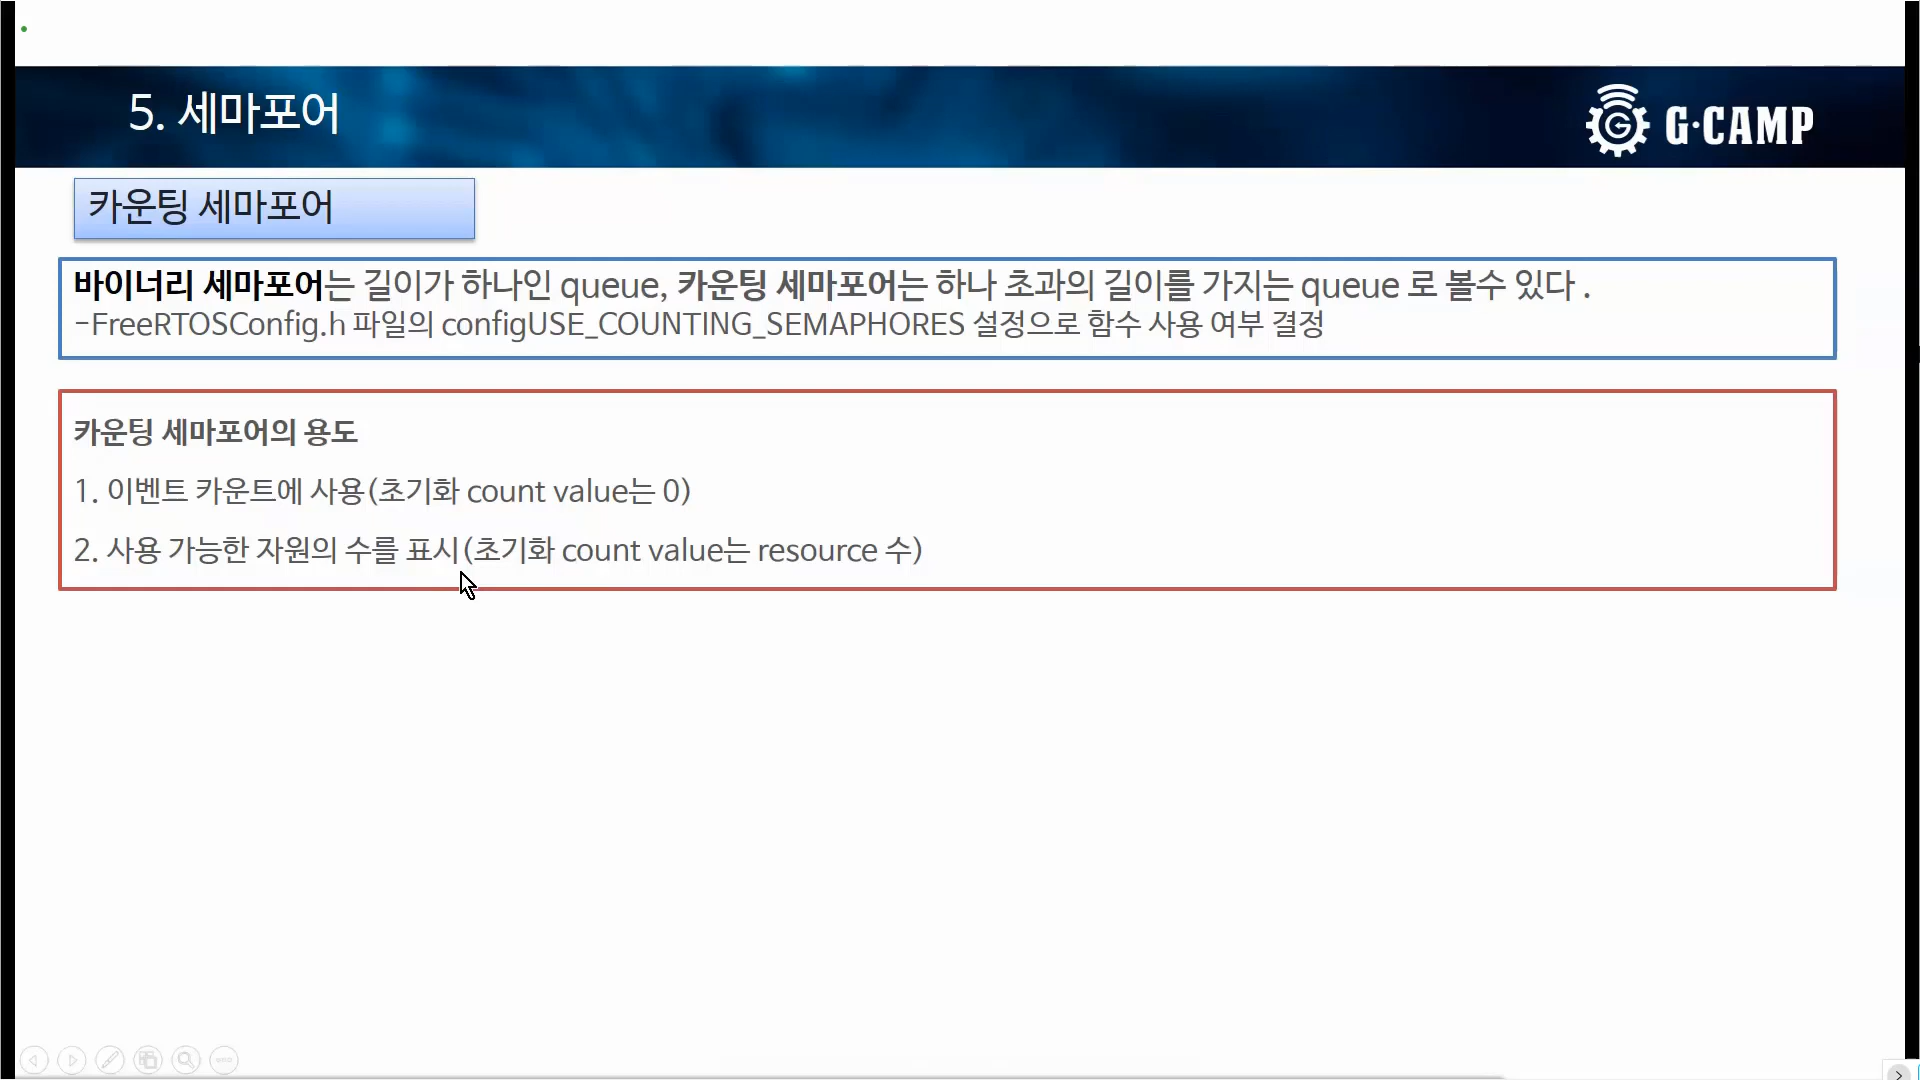 5. 세마포어
G·CAMP
카운팅 세마포어
바이너리 세마포어는 길이가 하나인 queue, 카운팅 세마포어는 하나 초과의 길이를 가지는 queue 로 볼수 있다 .
-FreeRTOSConfig.h 파일의 configUSE_COUNTING_SEMAPHORES 설정으로 함수 사용 여부 결정
카운팅 세마포어의 용도
1. 이벤트 카운트에 사용(초기화 count value는 0)
2. 사용 가능한 자원의 수를 표시(초기화 count value는 resource 수)